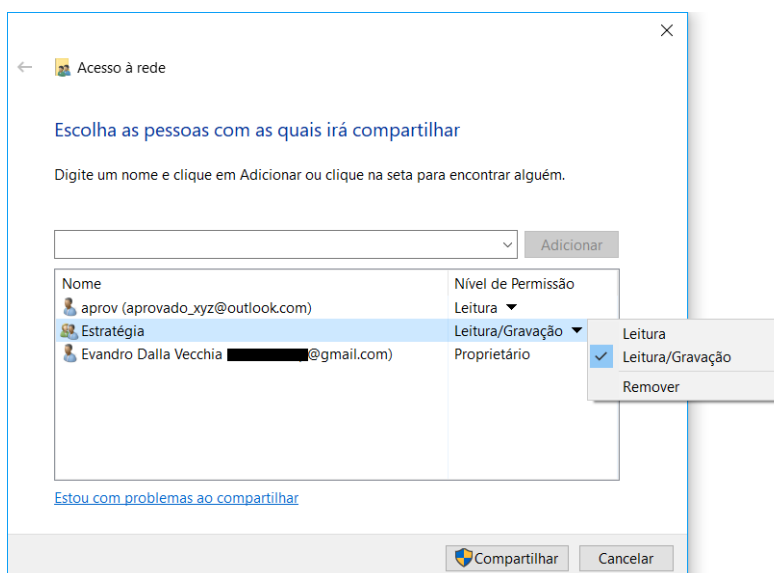 Acesso à rede
Escolha as pessoas com as quais irá compartilhar
Digite um nome e clique em Adicionar ou clique na seta para encontrar alguém.
Adicionar
Nome Nível de Permissão
aprov (aprovado_xyz@outlook.com) Leitura
Estratégia Leitura/Gravação
Evandro Dalla Vecchia @gmail.com) Proprietário
Leitura
Leitura/Gravação
Remover
Estou com problemas ao compartilhar
Compartilhar Cancelar